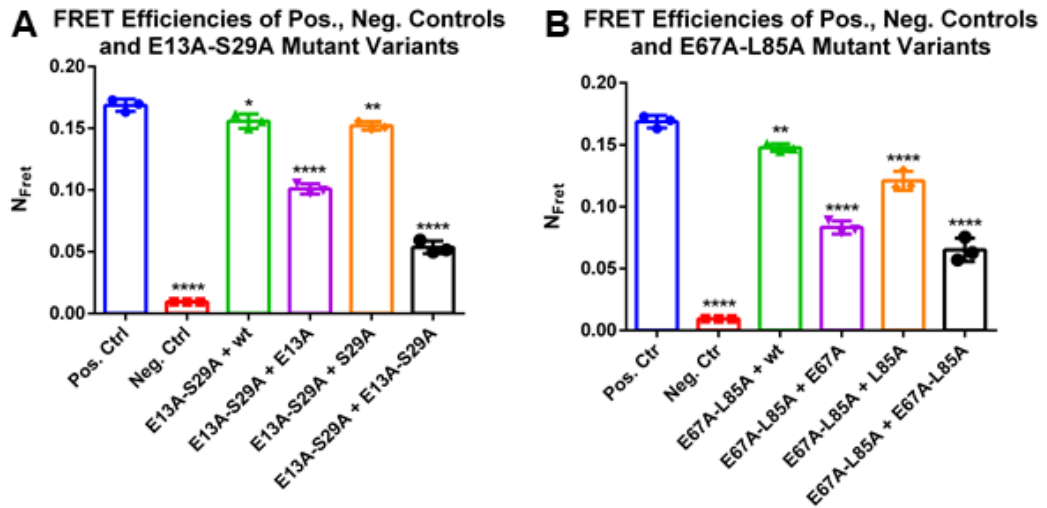 A FRET Efficiencies of Pos., Neg. Controls
and E13A-S29A Mutant Variants
0.20
0.15
0.10
0.05
0.00
NFret
*
****
**
****
****
Pos. Ctrl
Neg. Ctrl
E13A-S29A + wt
E13A-S29A + E13A
E13A-S29A + S29A
E13A-S29A + E13A-S29A
B FRET Efficiencies of Pos., Neg. Controls
and E67A-L85A Mutant Variants
0.20
0.15
0.10
0.05
0.00
NFret
**
****
****
****
****
Pos. Ctr
Neg. Ctr
E67A-L85A + wt
E67A-L85A + E67A
E67A-L85A + L85A
E67A-L85A + E67A-L85A